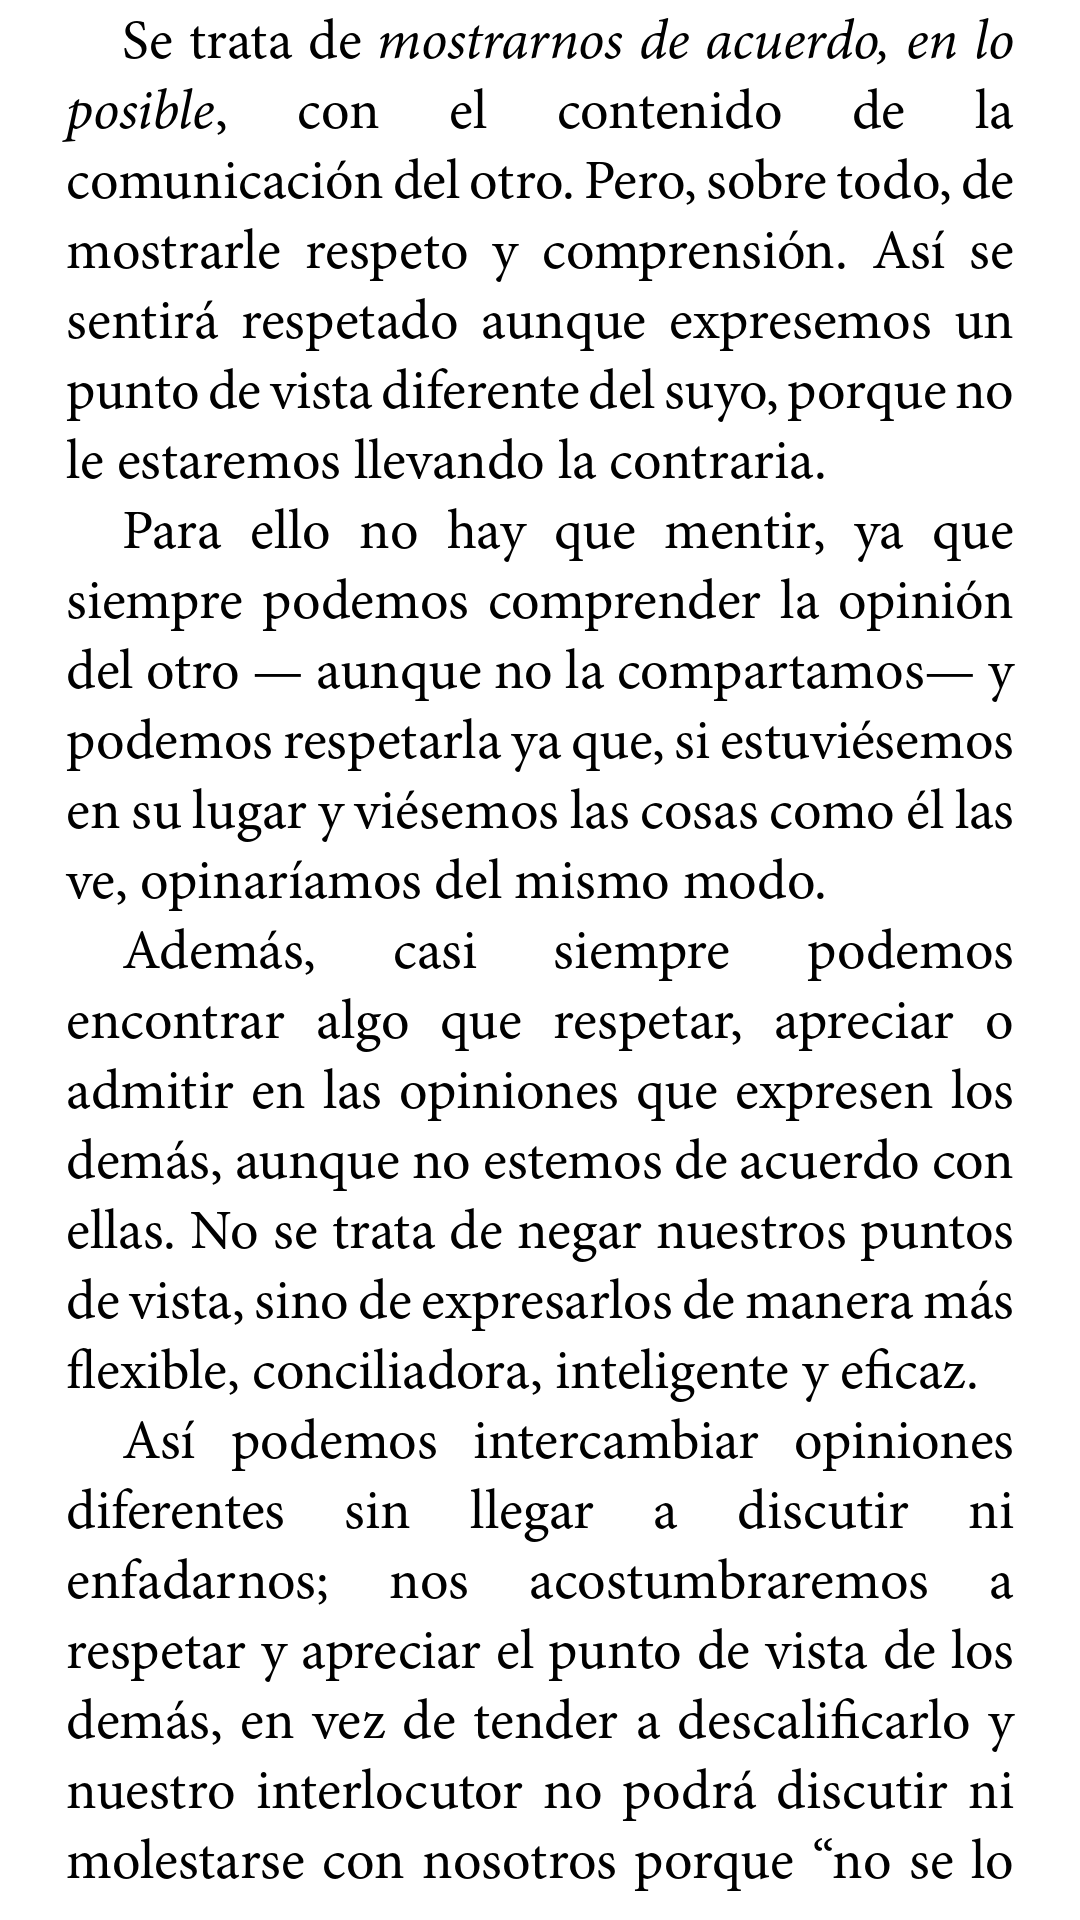 Se trata de mostrarnos de acuerdo, en lo
posible, con el contenido de la
comunicación del otro. Pero, sobre todo, de
mostrarle respeto y comprensión. Así se
sentirá respetado aunque expresemos un
punto de vista diferente del suyo, porque no
le estaremos llevando la contraria.
Para ello no hay que mentir, ya que
siempre podemos comprender la opinión
del otro — aunque no la compartamos— y
podemos respetarla ya que, si estuviésemos
en su lugar y viésemos las cosas como él las
ve, opinaríamos del mismo modo.
Además, casi siempre podemos
encontrar algo que respetar, apreciar o
admitir en las opiniones que expresen los
demás, aunque no estemos de acuerdo con
ellas. No se trata de negar nuestros puntos
de vista, sino de expresarlos de manera más
flexible, conciliadora, inteligente y eficaz.
Así podemos intercambiar opiniones
diferentes sin llegar a discutir ni
enfadarnos; nos acostumbraremos a
respetar y apreciar el punto de vista de los
demás, en vez de tender a descalificarlo y
nuestro interlocutor no podrá discutir ni
molestarse con nosotros porque “no se lo